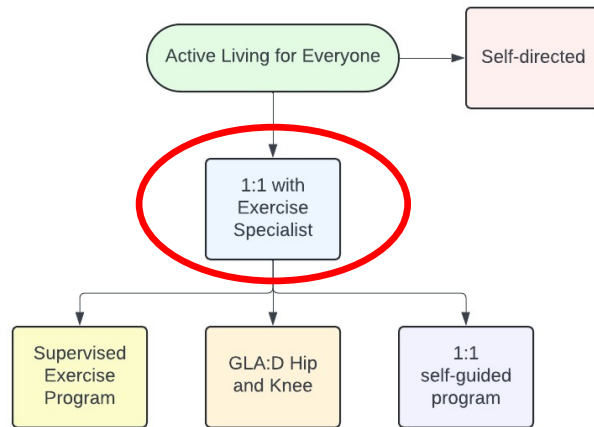 Active Living for Everyone
Self-directed
1:1 with
Exercise
Specialist
Supervised
Exercise
Program
GLA:D Hip
and Knee
1:1
self-guided
program